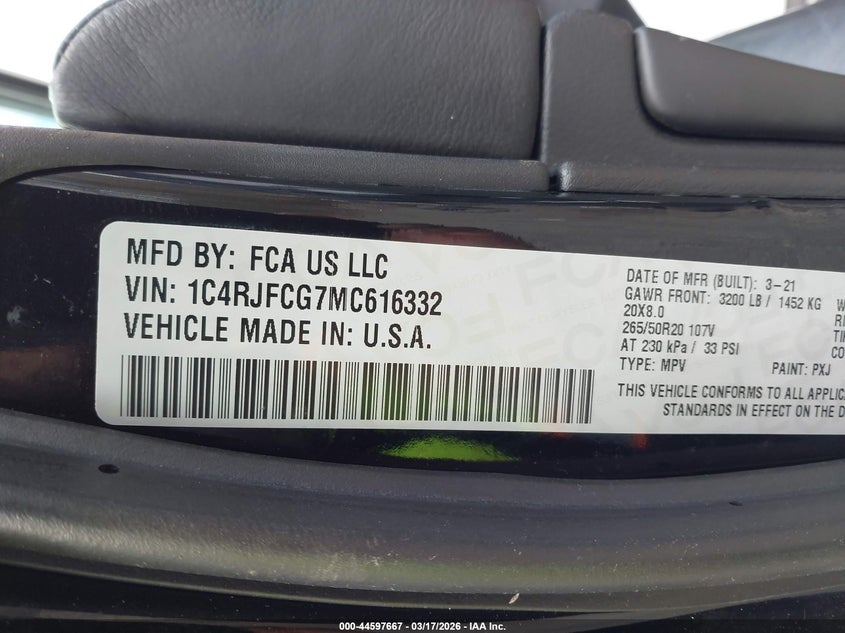 MFD BY: FCA US LLC
VIN: 1C4RJFCG7MC616332
VEHICLE MADE IN: U.S.A.
DATE OF MFR (BUILT): 3-21
GAWR FRONT: 3200 LB / 1452 KG
20X8.0
265/50R20 107V
AT 230 kPa / 33 PSI
TYPE: MPV PAINT: PXJ
THIS VEHICLE CONFORMS TO ALL APPLIC
STANDARDS IN EFFECT ON THE D
000-44597667 - 03/17/2026 - IAA Inc.